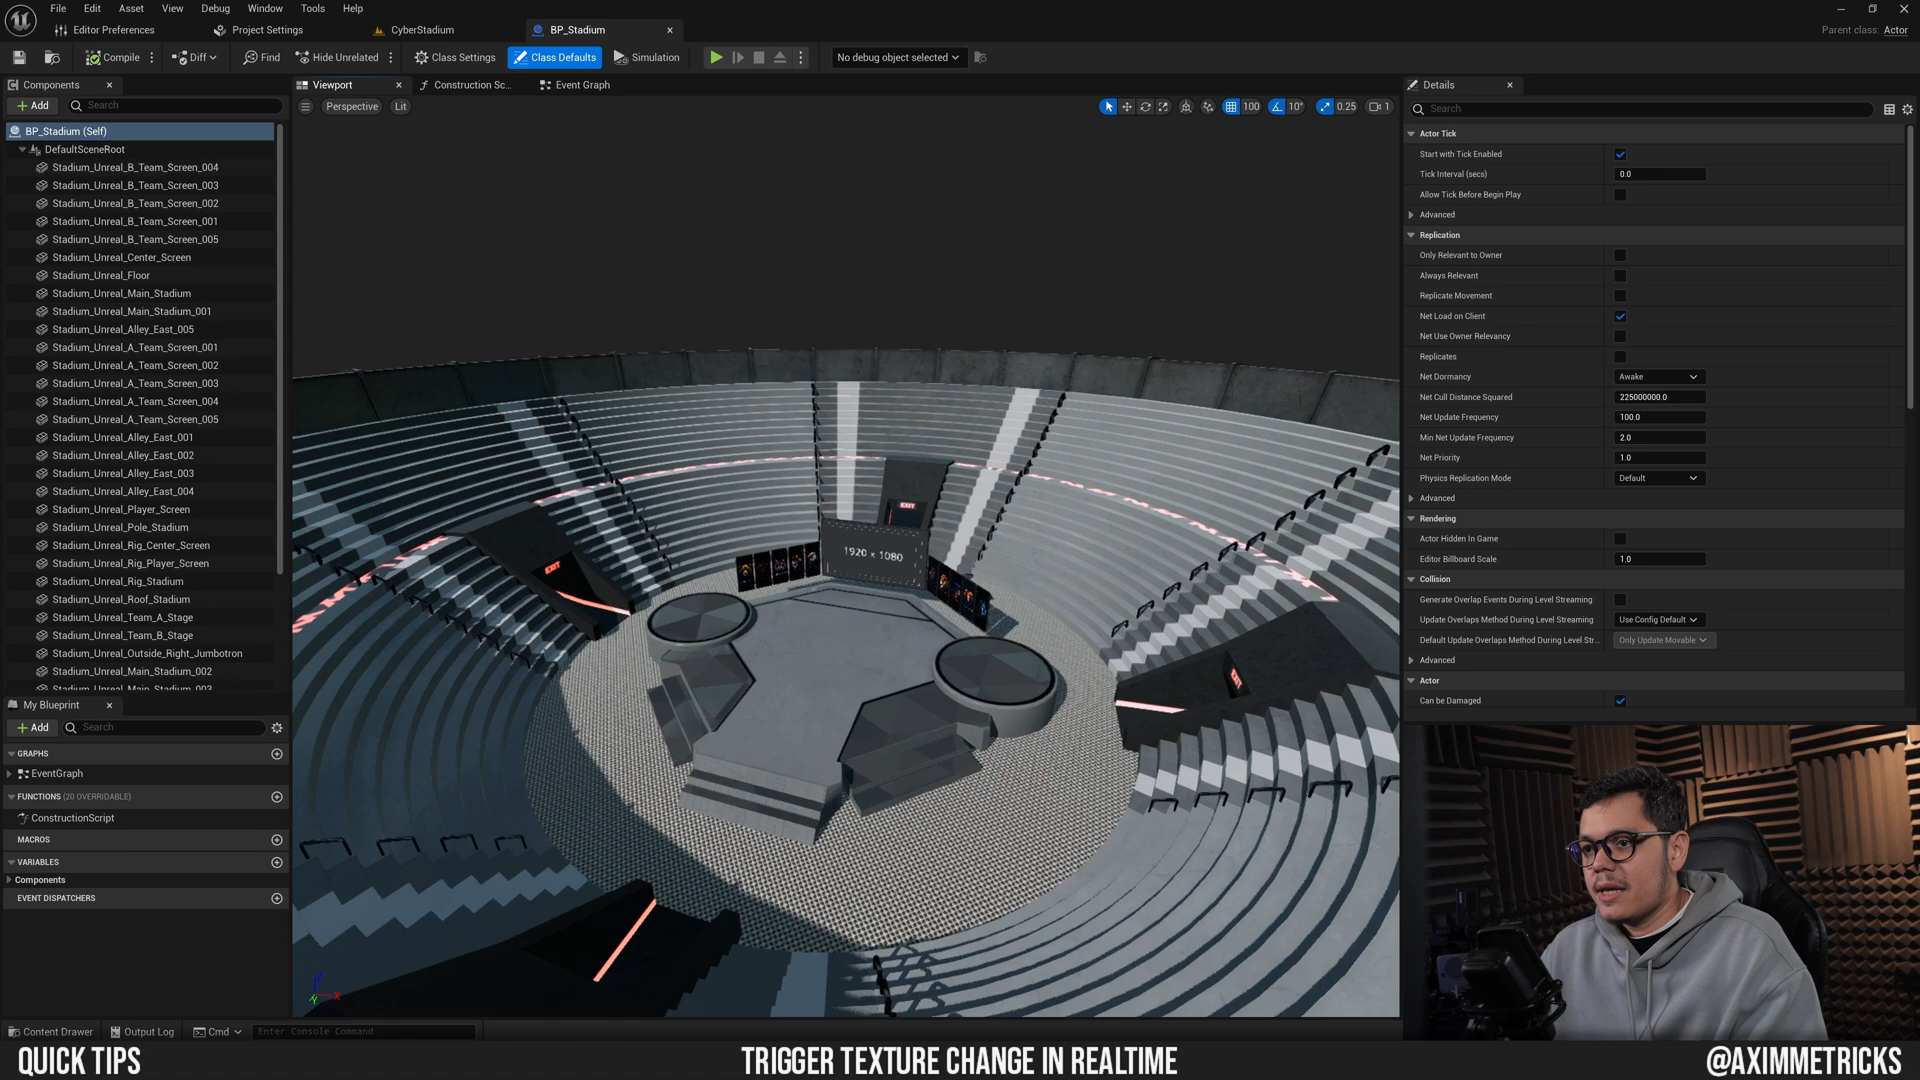 File Edit Asset View Debug Window Tools Help
Editor Preferences Project Settings CyberStadium BP_Stadium
Parent class: Actor
Compile Diff Find Hide Unrelated Class Settings Class Defaults Simulation No debug object selected
Components
Add Search
BP_Stadium (Self)
DefaultSceneRoot
Stadium_Unreal_B_Team_Screen_004
Stadium_Unreal_B_Team_Screen_003
Stadium_Unreal_B_Team_Screen_002
Stadium_Unreal_B_Team_Screen_001
Stadium_Unreal_B_Team_Screen_005
Stadium_Unreal_Center_Screen
Stadium_Unreal_Floor
Stadium_Unreal_Main_Stadium
Stadium_Unreal_Main_Stadium_001
Stadium_Unreal_Alley_East_005
Stadium_Unreal_A_Team_Screen_001
Stadium_Unreal_A_Team_Screen_002
Stadium_Unreal_A_Team_Screen_003
Stadium_Unreal_A_Team_Screen_004
Stadium_Unreal_A_Team_Screen_005
Stadium_Unreal_Alley_East_001
Stadium_Unreal_Alley_East_002
Stadium_Unreal_Alley_East_003
Stadium_Unreal_Alley_East_004
Stadium_Unreal_Player_Screen
Stadium_Unreal_Pole_Stadium
Stadium_Unreal_Rig_Center_Screen
Stadium_Unreal_Rig_Player_Screen
Stadium_Unreal_Rig_Stadium
Stadium_Unreal_Roof_Stadium
Stadium_Unreal_Team_A_Stage
Stadium_Unreal_Team_B_Stage
Stadium_Unreal_Outside_Right_Jumbotron
Stadium_Unreal_Main_Stadium_002
Stadium_Unreal_Main_Stadium_003
My Blueprint
Add Search
GRAPHS
EventGraph
FUNCTIONS (20 OVERRIDABLE)
ConstructionScript
MACROS
VARIABLES
Components
EVENT DISPATCHERS
Viewport Construction Sc... Event Graph
Perspective Lit 100 10° 0.25 1
EXIT
EXIT
1920 x 1080
EXIT
Z
Y X
Details
Search
Actor Tick
Start with Tick Enabled
Tick Interval (secs) 0.0
Allow Tick Before Begin Play
Advanced
Replication
Only Relevant to Owner
Always Relevant
Replicate Movement
Net Load on Client
Net Use Owner Relevancy
Replicates
Net Dormancy Awake
Net Cull Distance Squared 225000000.0
Net Update Frequency 100.0
Min Net Update Frequency 2.0
Net Priority 1.0
Physics Replication Mode Default
Advanced
Rendering
Actor Hidden In Game
Editor Billboard Scale 1.0
Collision
Generate Overlap Events During Level Streaming
Update Overlaps Method During Level Streaming Use Config Default
Default Update Overlaps Method During Level Str... Only Update Movable
Advanced
Actor
Can be Damaged
Content Drawer Output Log Cmd Enter Console Command
QUICK TIPS TRIGGER TEXTURE CHANGE IN REALTIME @AXIMMETRICKS